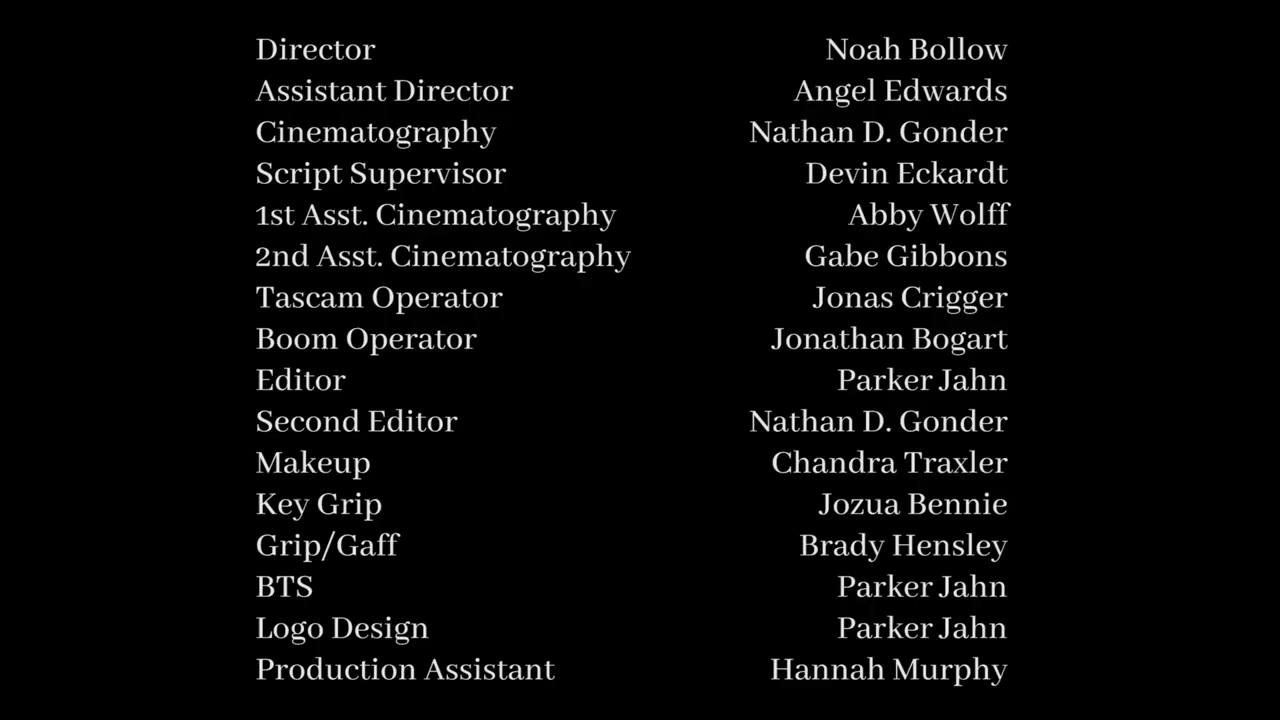 Director Noah Bollow
Assistant Director Angel Edwards
Cinematography Nathan D. Gonder
Script Supervisor Devin Eckardt
1st Asst. Cinematography Abby Wolff
2nd Asst. Cinematography Gabe Gibbons
Tascam Operator Jonas Crigger
Boom Operator Jonathan Bogart
Editor Parker Jahn
Second Editor Nathan D. Gonder
Makeup Chandra Traxler
Key Grip Jozua Bennie
Grip/Gaff Brady Hensley
BTS Parker Jahn
Logo Design Parker Jahn
Production Assistant Hannah Murphy